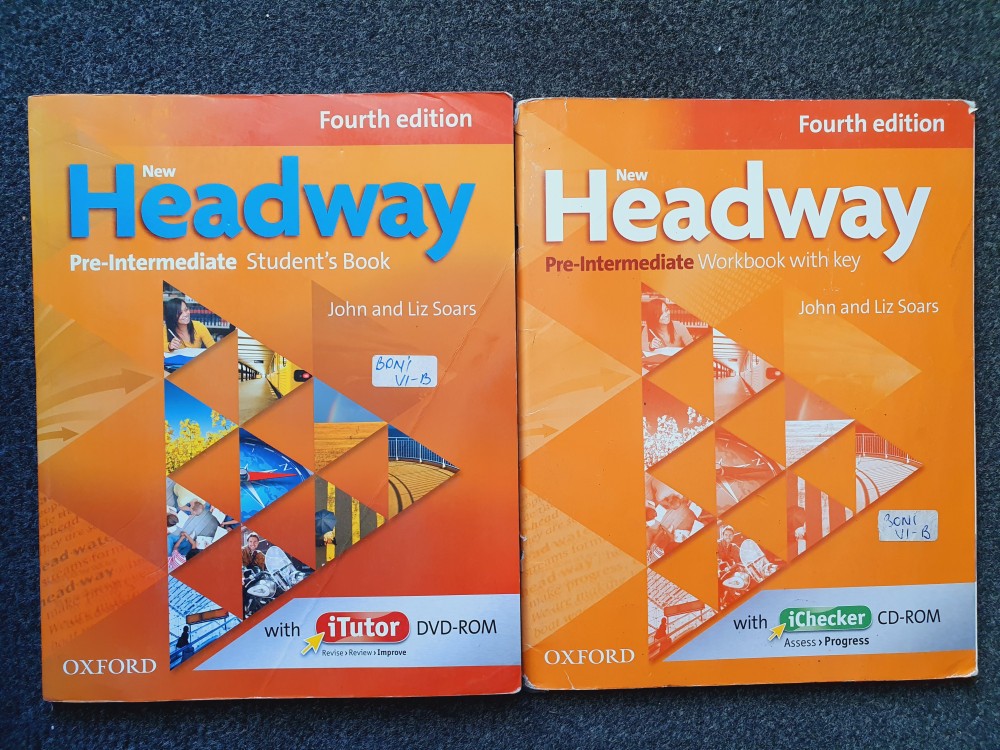 Fourth edition
New
Headway
Pre-Intermediate Student's Book
John and Liz Soars
BONI
VI-B
with iTutor DVD-ROM
Revise › Review › Improve
OXFORD
Fourth edition
New
Headway
Pre-Intermediate Workbook with key
John and Liz Soars
BONI
VI-B
with iChecker CD-ROM
Assess › Progress
OXFORD